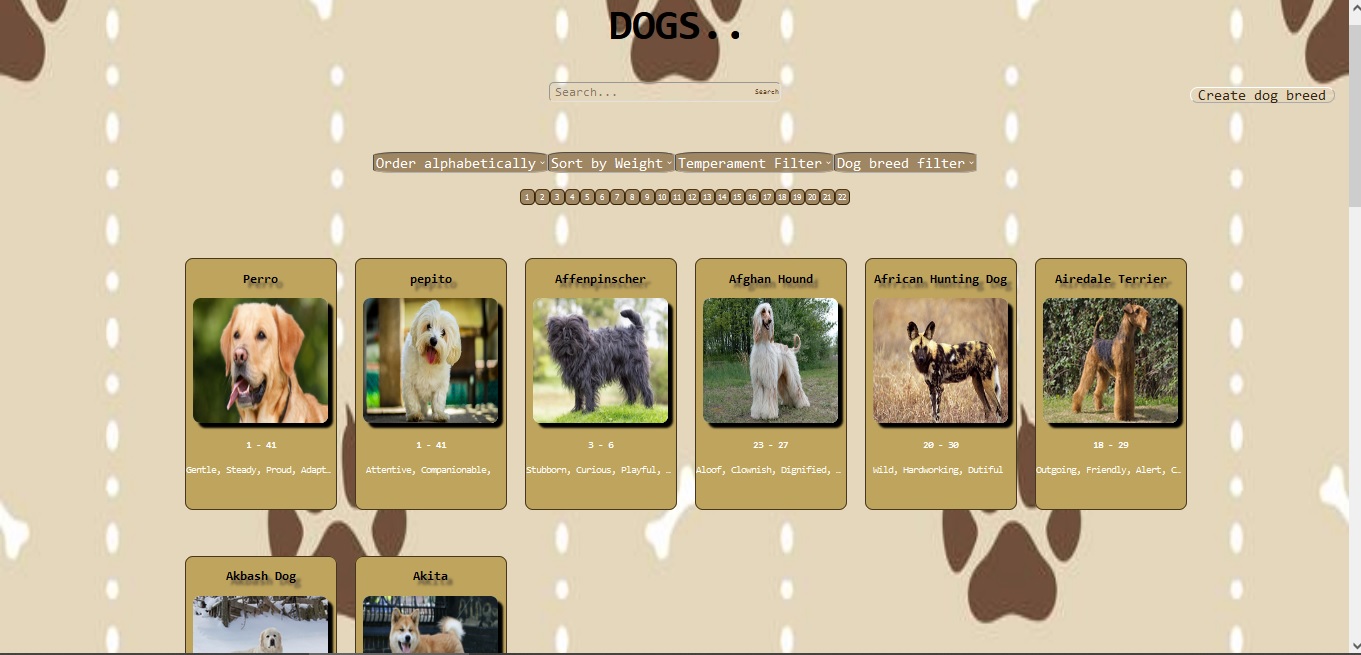 DOGS..
Search... Search
Create dog breed
Order alphabetically Sort by Weight Temperament Filter Dog breed filter
1 2 3 4 5 6 7 8 9 10 11 12 13 14 15 16 17 18 19 20 21 22
Perro pepito Affenpinscher Afghan Hound African Hunting Dog Airedale Terrier
1 - 41 1 - 41 3 - 6 23 - 27 20 - 30 18 - 29
Gentle, Steady, Proud, Adapt… Attentive, Companionable, Stubborn, Curious, Playful, … Aloof, Clownish, Dignified, … Wild, Hardworking, Dutiful Outgoing, Friendly, Alert, C…
Akbash Dog Akita